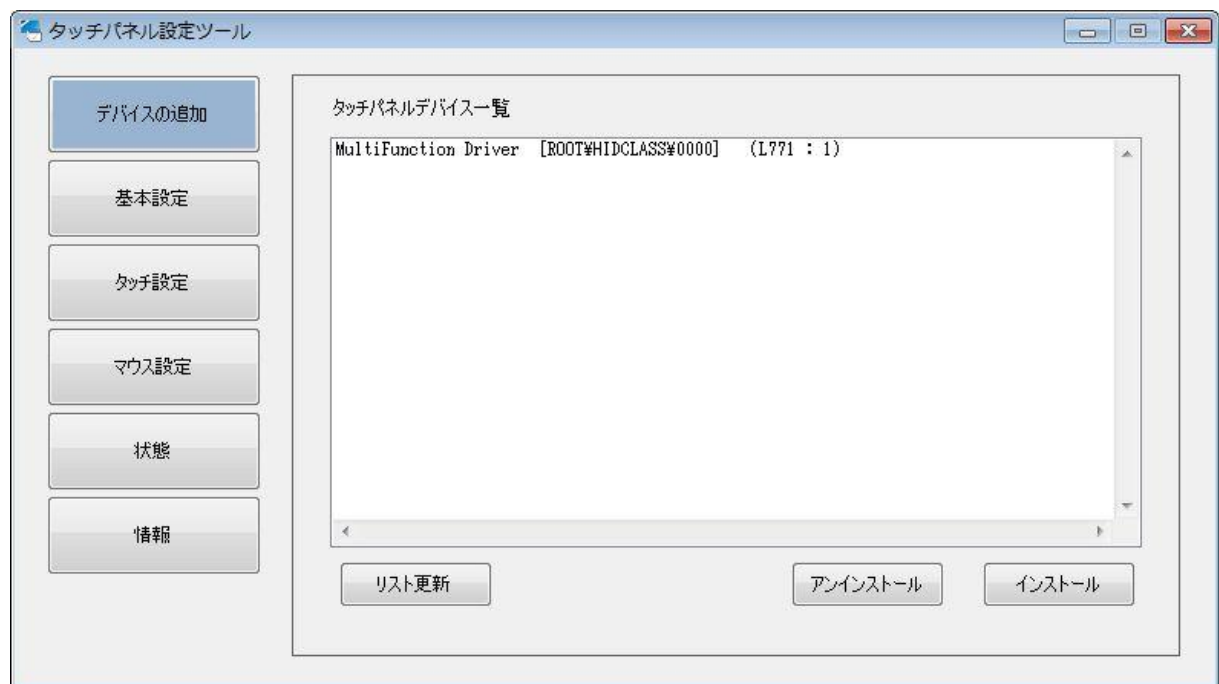 タッチパネル設定ツール
デバイスの追加
基本設定
タッチ設定
マウス設定
状態
情報
タッチパネルデバイス一覧
MultiFunction Driver [ROOT¥HIDCLASS¥0000] (L771 : 1)
リスト更新
アンインストール
インストール